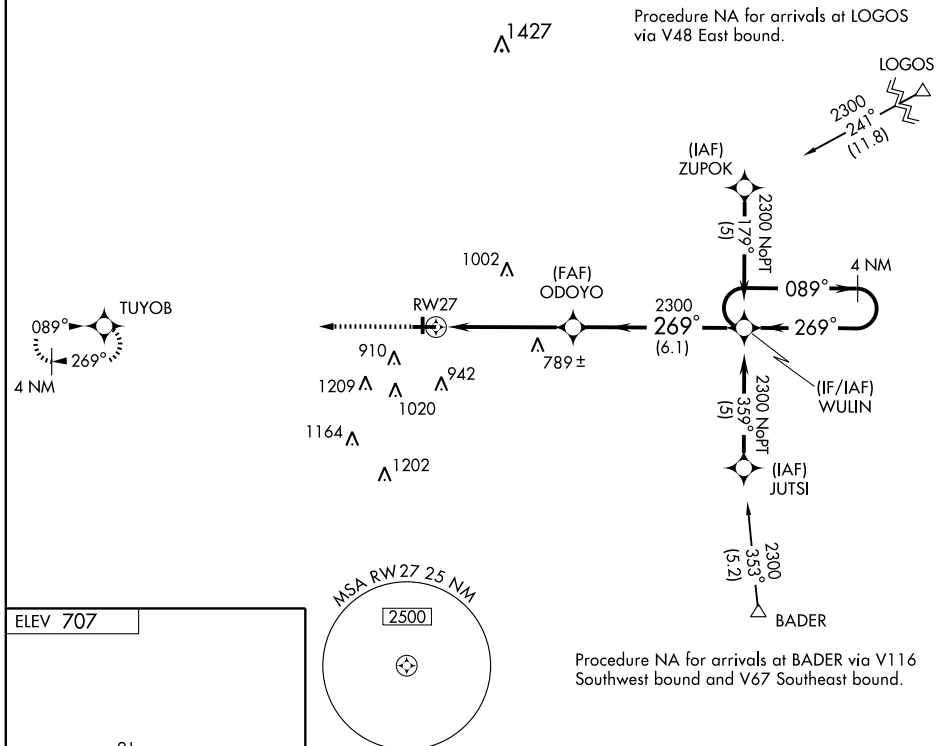 1427
Procedure NA for arrivals at LOGOS
via V48 East bound.
LOGOS
2300
241°
(11.8)
(IAF)
ZUPOK
2300 NoPT
179°
(5)
1002
(FAF)
ODOYO
4 NM
089°
TUYOB
RW27
2300
269°
(6.1)
269°
089°
269°
4 NM
910
789 ±
1209
942
1020
(IF/IAF)
WULIN
2300 NoPT
359°
(5)
1164
1202
(IAF)
JUTSI
2300
353°
(5.2)
BADER
MSA RW 27 25 NM
2500
ELEV 707
Procedure NA for arrivals at BADER via V116
Southwest bound and V67 Southeast bound.